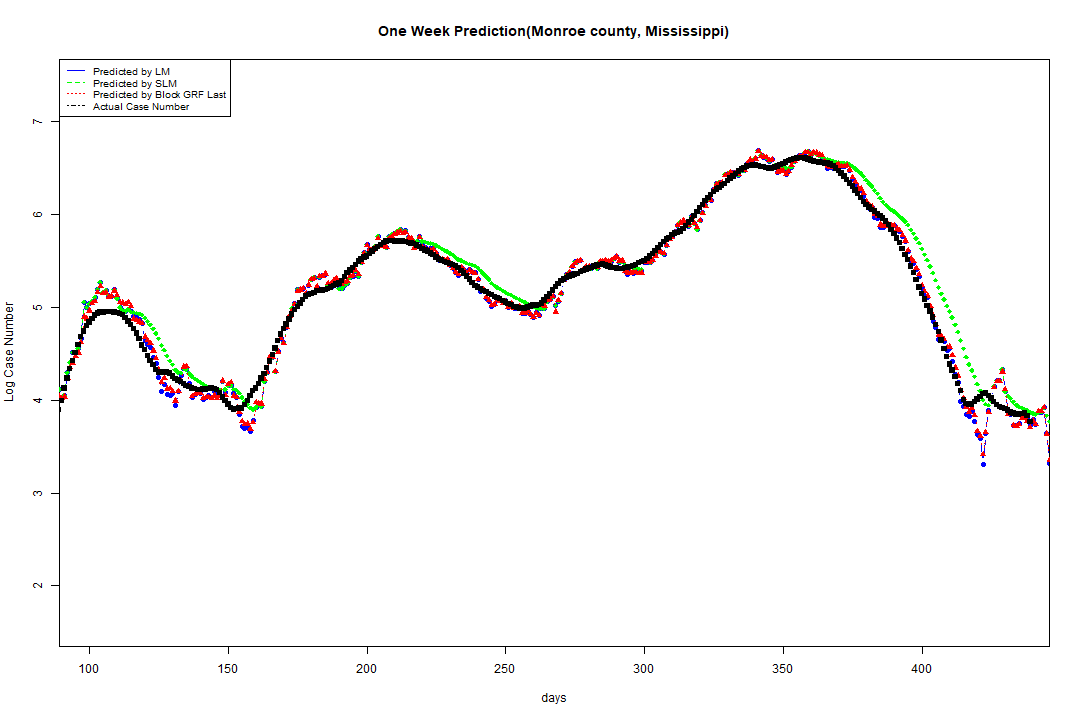 One Week Prediction(Monroe county, Mississippi)
Predicted by LM
Predicted by SLM
Predicted by Block GRF Last
Actual Case Number
7
6
5
4
3
2
Log Case Number
100 150 200 250 300 350 400
days